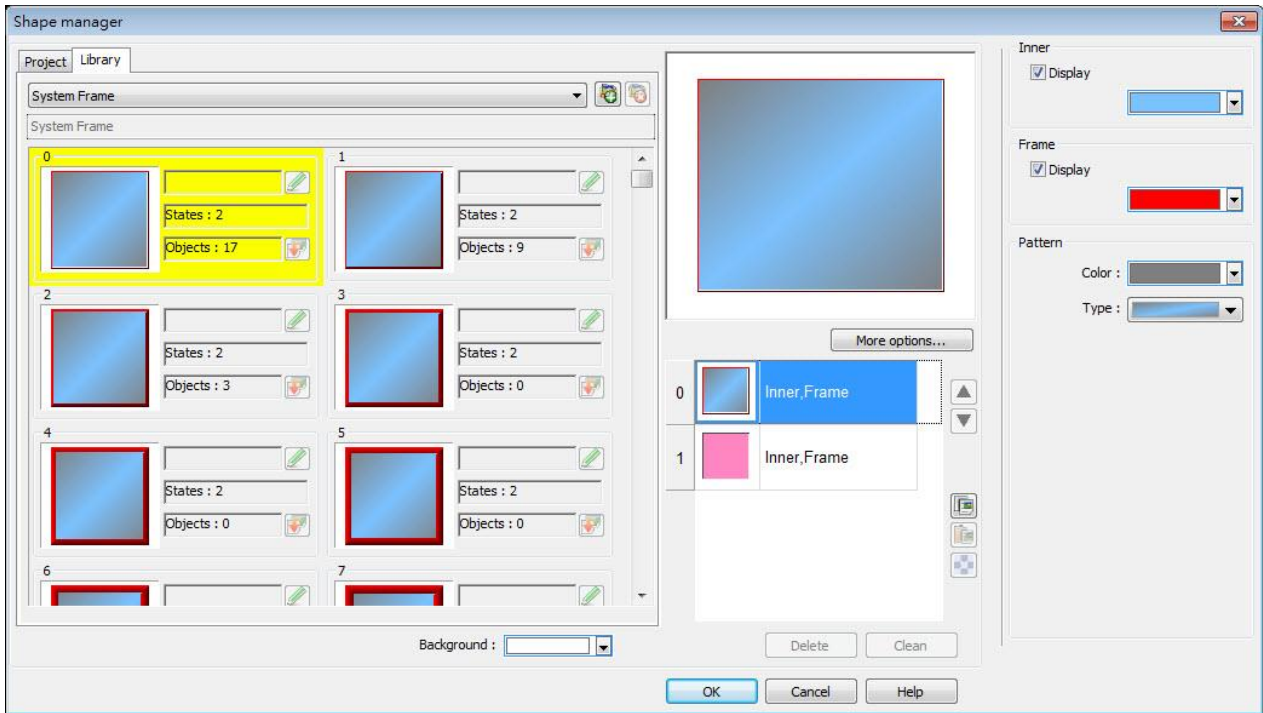 Shape manager
Project
Library
System Frame
System Frame
0
States : 2
Objects : 17
1
States : 2
Objects : 9
2
States : 2
Objects : 3
3
States : 2
Objects : 0
4
States : 2
Objects : 0
5
States : 2
Objects : 0
6
7
Background :
More options...
0
Inner,Frame
1
Inner,Frame
Delete
Clean
Inner
Display
Frame
Display
Pattern
Color :
Type :
OK
Cancel
Help